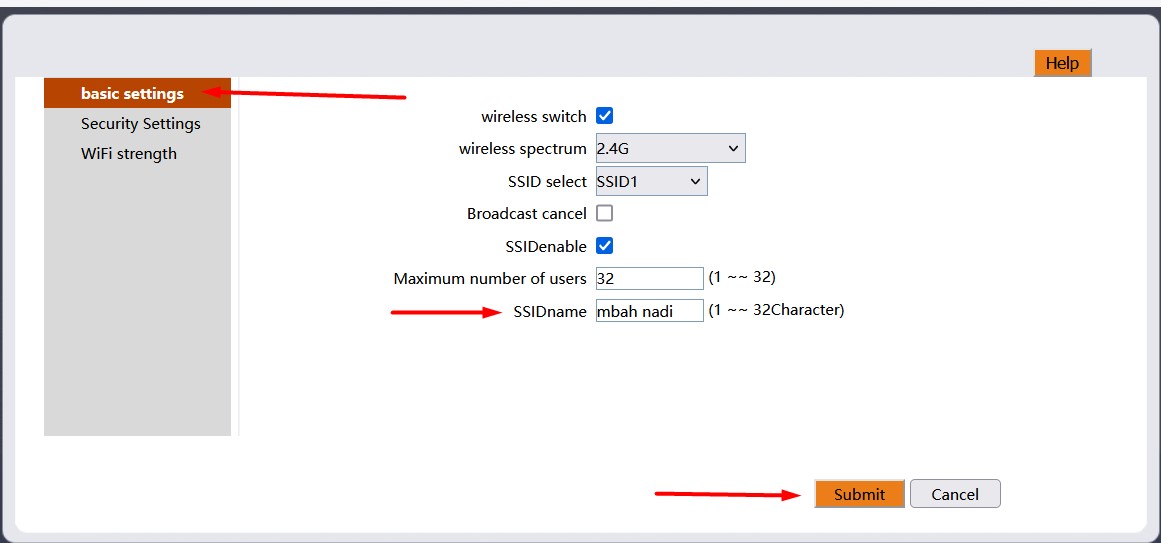 Help
basic settings
Security Settings
WiFi strength
wireless switch
wireless spectrum 2.4G
SSID select SSID1
Broadcast cancel
SSIDenable
Maximum number of users 32 (1 ~~ 32)
SSIDname mbah nadi (1 ~~ 32Character)
Submit Cancel